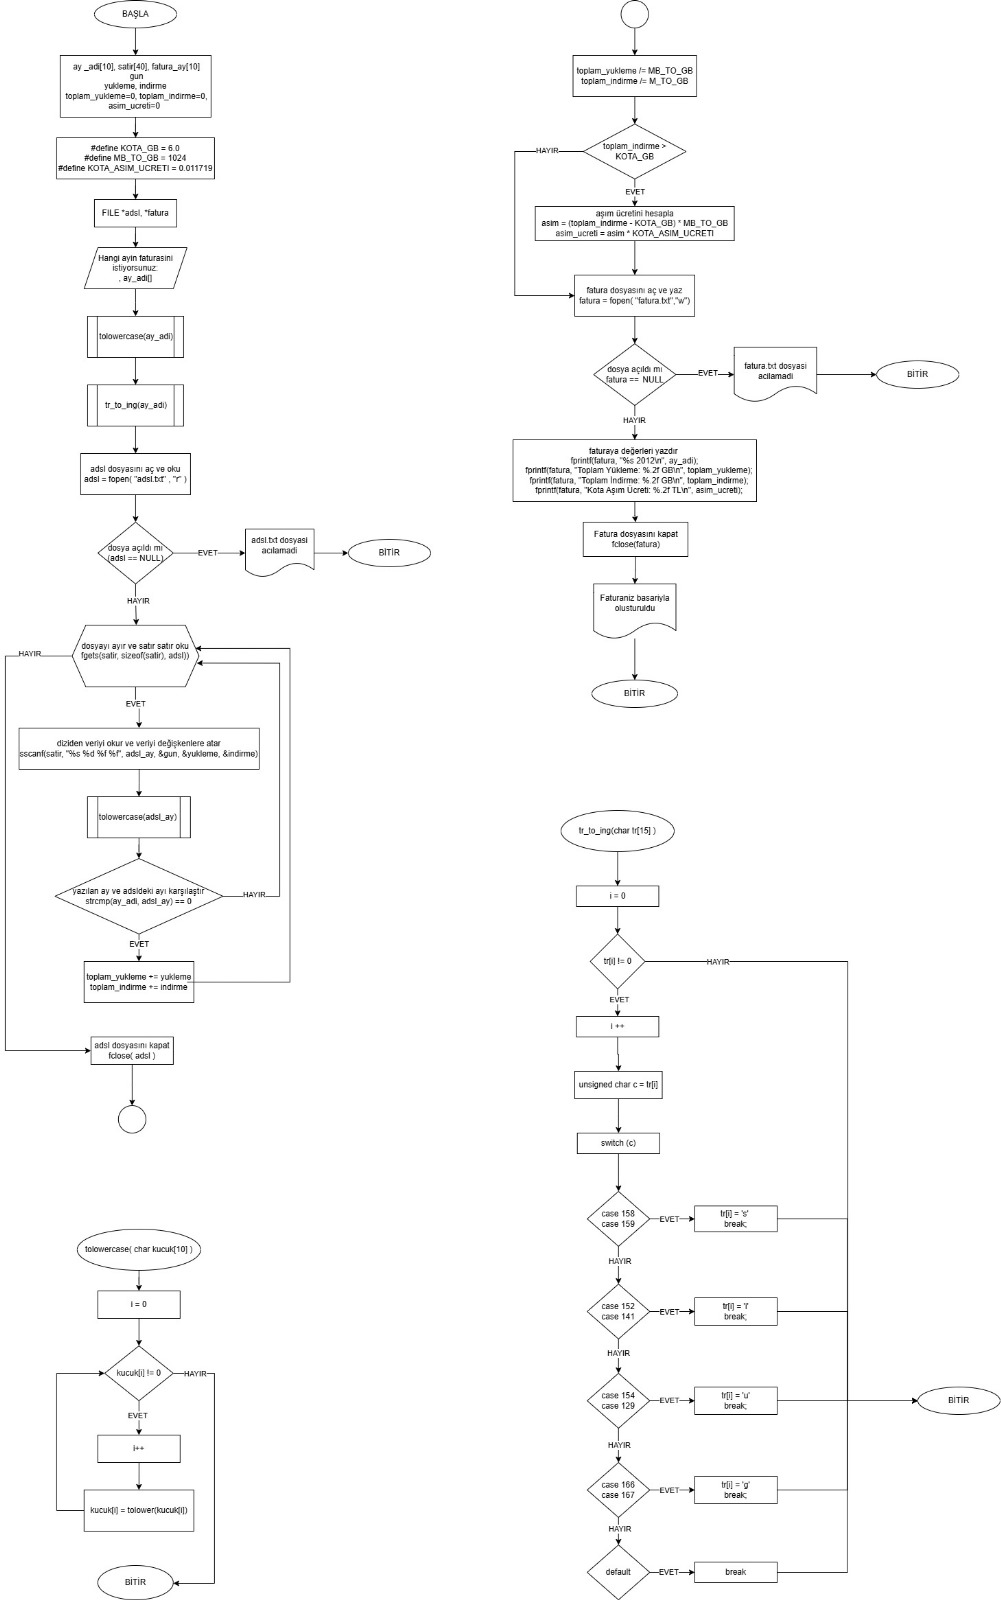 BAŞLA
ay _adi[10], satir[40], fatura_ay[10]
gun
yukleme, indirme
toplam_yukleme=0, toplam_indirme=0,
asim_ucreti=0
#define KOTA_GB = 6.0
#define MB_TO_GB = 1024
#define KOTA_ASIM_UCRETI = 0.011719
FILE *adsl, *fatura
Hangi ayin faturasini
istiyorsunuz:
, ay_adi[]
tolowercase(ay_adi)
tr_to_ing(ay_adi)
adsl dosyasını aç ve oku
adsl = fopen( "adsl.txt" , "r" )
dosya açıldı mı
(adsl == NULL)
EVET
adsl.txt dosyasi
acılamadi
BİTİR
HAYIR
dosyayı ayır ve satır satır oku
fgets(satir, sizeof(satir), adsl))
HAYIR
EVET
diziden veriyi okur ve veriyi değişkenlere atar
sscanf(satir, "%s %d %f %f", adsl_ay, &gun, &yukleme, &indirme)
tolowercase(adsl_ay)
yazılan ay ve adsldeki ayı karşılaştır
strcmp(ay_adi, adsl_ay) == 0
HAYIR
EVET
toplam_yukleme += yukleme
toplam_indirme += indirme
adsl dosyasını kapat
fclose( adsl )
toplam_yukleme /= MB_TO_GB
toplam_indirme /= M_TO_GB
toplam_indirme >
KOTA_GB
HAYIR
EVET
aşım ücretini hesapla
asim = (toplam_indirme - KOTA_GB) * MB_TO_GB
asim_ucreti = asim * KOTA_ASIM_UCRETI
fatura dosyasını aç ve yaz
fatura = fopen( "fatura.txt","w")
dosya açıldı mı
fatura == NULL
EVET
fatura.txt dosyasi
acilamadi
BİTİR
HAYIR
faturaya değerleri yazdır
fprintf(fatura, "%s 2012\n", ay_adi);
fprintf(fatura, "Toplam Yükleme: %.2f GB\n", toplam_yukleme);
fprintf(fatura, "Toplam İndirme: %.2f GB\n", toplam_indirme);
fprintf(fatura, "Kota Aşım Ücreti: %.2f TL\n", asim_ucreti);
Fatura dosyasını kapat
fclose(fatura)
Faturaniz basariyla
olusturuldu
BİTİR
tolowercase( char kucuk[10] )
i = 0
kucuk[i] != 0
HAYIR
EVET
i++
kucuk[i] = tolower(kucuk[i])
BİTİR
tr_to_ing(char tr[15] )
i = 0
tr[i] != 0
HAYIR
EVET
i ++
unsigned char c = tr[i]
switch (c)
case 158
case 159
EVET
tr[i] = 's'
break;
HAYIR
case 152
case 141
EVET
tr[i] = 'i'
break;
HAYIR
case 154
case 129
EVET
tr[i] = 'u'
break;
BİTİR
HAYIR
case 166
case 167
EVET
tr[i] = 'g'
break;
HAYIR
default
EVET
break